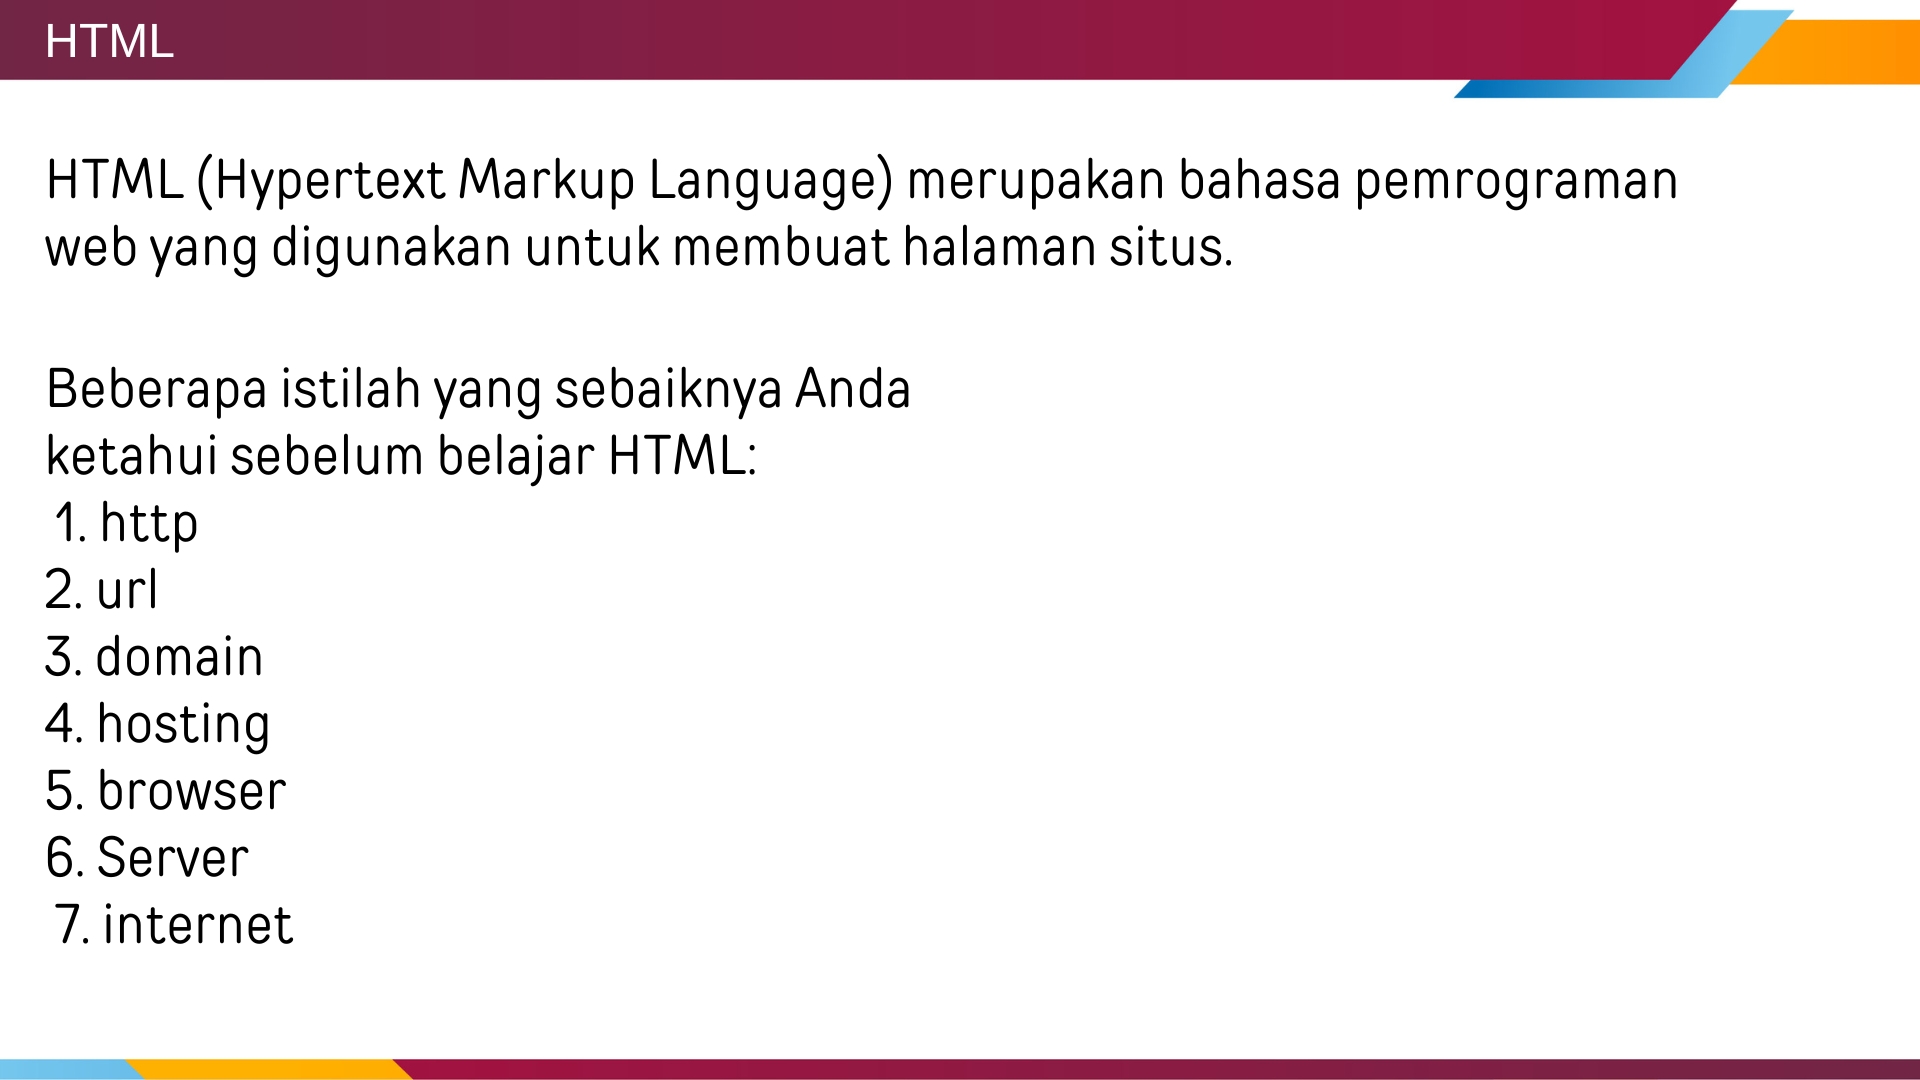 HTML
HTML (Hypertext Markup Language) merupakan bahasa pemrograman
web yang digunakan untuk membuat halaman situs.
Beberapa istilah yang sebaiknya Anda
ketahui sebelum belajar HTML:
1. http
2. url
3. domain
4. hosting
5. browser
6. Server
7. internet